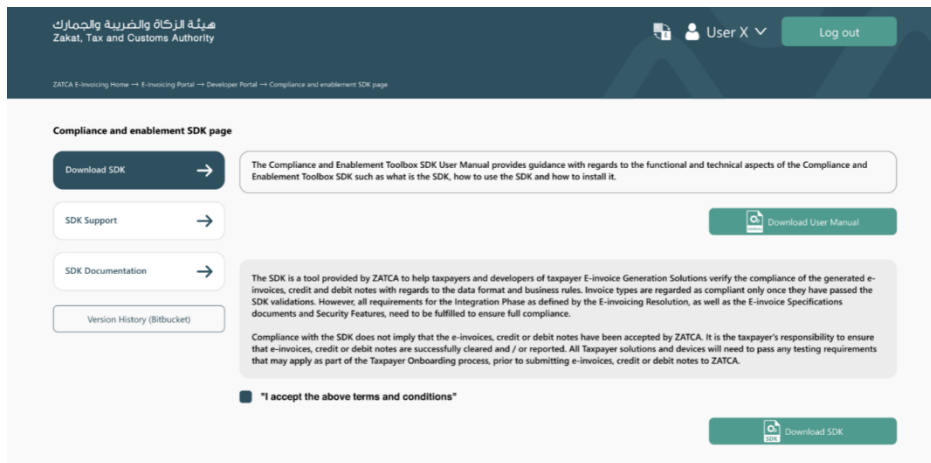 هيئة الزكاة والضريبة والجمارك
Zakat, Tax and Customs Authority
User X
Log out
ZATCA E-Invoicing Home → E-Invoicing Portal → Developer Portal → Compliance and enablement SDK page
Compliance and enablement SDK page
Download SDK
SDK Support
SDK Documentation
Version History (Bitbucket)
The Compliance and Enablement Toolbox SDK User Manual provides guidance with regards to the functional and technical aspects of the Compliance and
Enablement Toolbox SDK such as what is the SDK, how to use the SDK and how to install it.
Download User Manual
The SDK is a tool provided by ZATCA to help taxpayers and developers of taxpayer E-invoice Generation Solutions verify the compliance of the generated e-
invoices, credit and debit notes with regards to the data format and business rules. Invoice types are regarded as compliant only once they have passed the
SDK validations. However, all requirements for the Integration Phase as defined by the E-invoicing Resolution, as well as the E-invoice Specifications
documents and Security Features, need to be fulfilled to ensure full compliance.
Compliance with the SDK does not imply that the e-invoices, credit or debit notes have been accepted by ZATCA. It is the taxpayer's responsibility to ensure
that e-invoices, credit or debit notes are successfully cleared and / or reported. All Taxpayer solutions and devices will need to pass any testing requirements
that may apply as part of the Taxpayer Onboarding process, prior to submitting e-invoices, credit or debit notes to ZATCA.
"I accept the above terms and conditions"
SDK
Download SDK